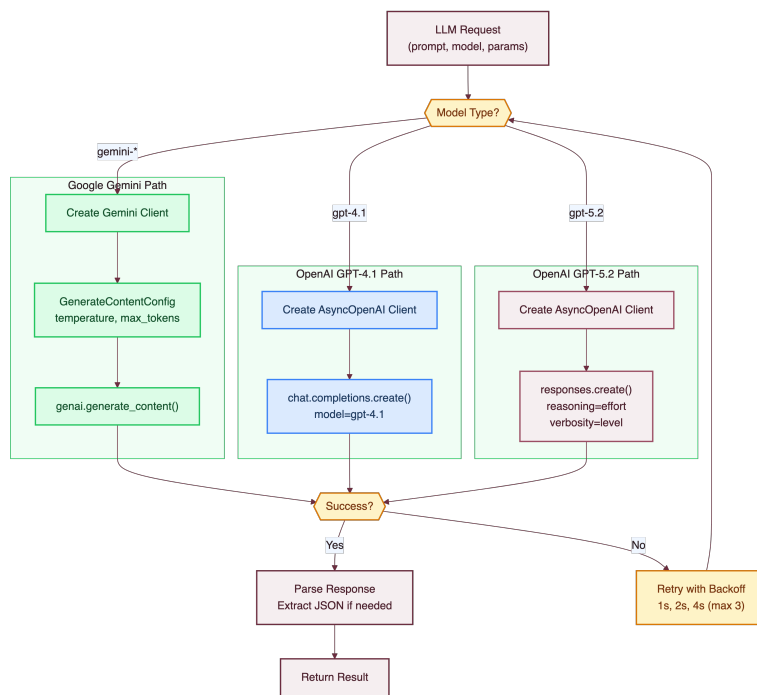 LLM Request
(prompt, model, params)
Model Type?
gemini-*
gpt-4.1
gpt-5.2
Google Gemini Path
Create Gemini Client
GenerateContentConfig
temperature, max_tokens
genai.generate_content()
OpenAI GPT-4.1 Path
Create AsyncOpenAI Client
chat.completions.create()
model=gpt-4.1
OpenAI GPT-5.2 Path
Create AsyncOpenAI Client
responses.create()
reasoning=effort
verbosity=level
Success?
Yes
No
Parse Response
Extract JSON if needed
Retry with Backoff
1s, 2s, 4s (max 3)
Return Result